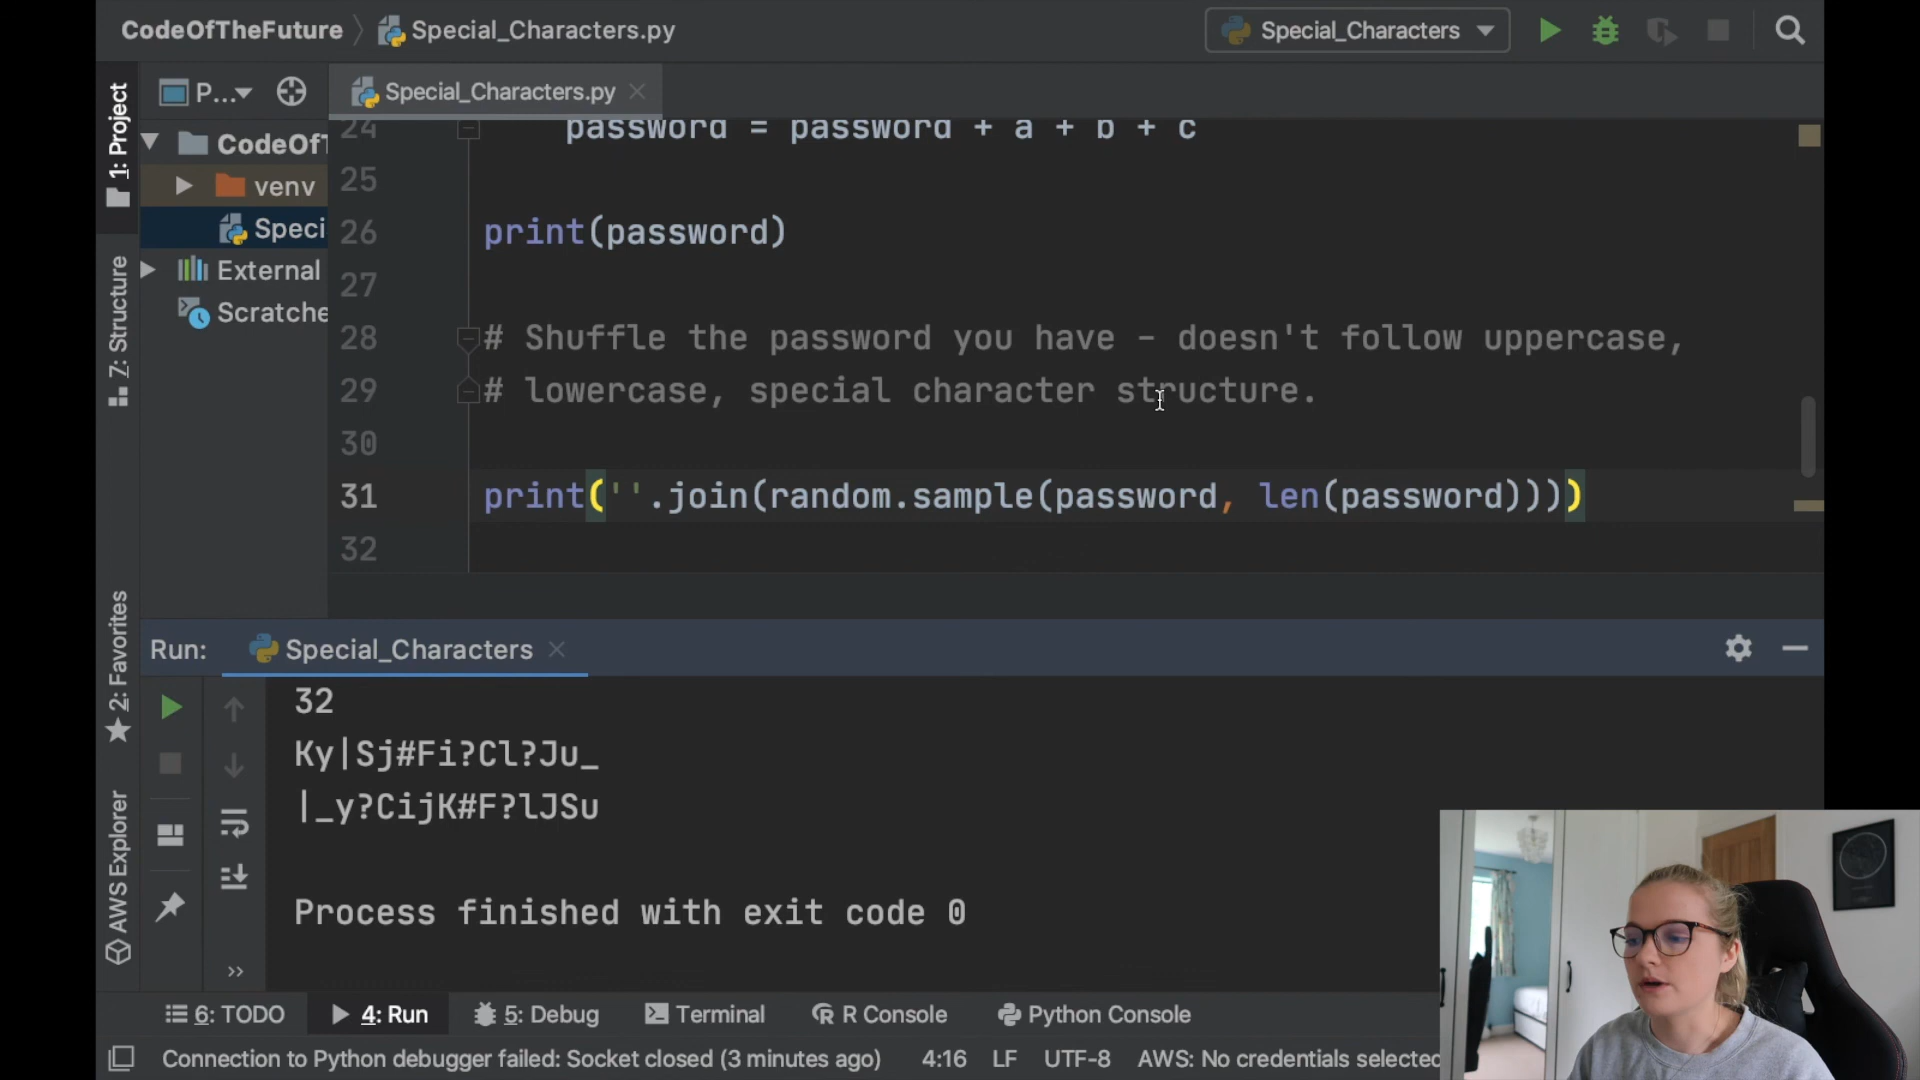 CodeOfTheFuture
Special_Characters.py
Special_Characters
1: Project
P...
Special_Characters.py
CodeOfT
venv
Speci
External
Scratche
Z: Structure
2: Favorites
AWS Explorer
24 password = password + a + b + c
25
26 print(password)
27
28 # Shuffle the password you have - doesn't follow uppercase,
29 # lowercase, special character structure.
30
31 print(''.join(random.sample(password, len(password))))
32
Run: Special_Characters
32
Ky|Sj#Fi?Cl?Ju_
|_y?CijK#F?lJSu
Process finished with exit code 0
6: TODO 4: Run 5: Debug Terminal R Console Python Console
Connection to Python debugger failed: Socket closed (3 minutes ago) 4:16 LF UTF-8 AWS: No credentials selected